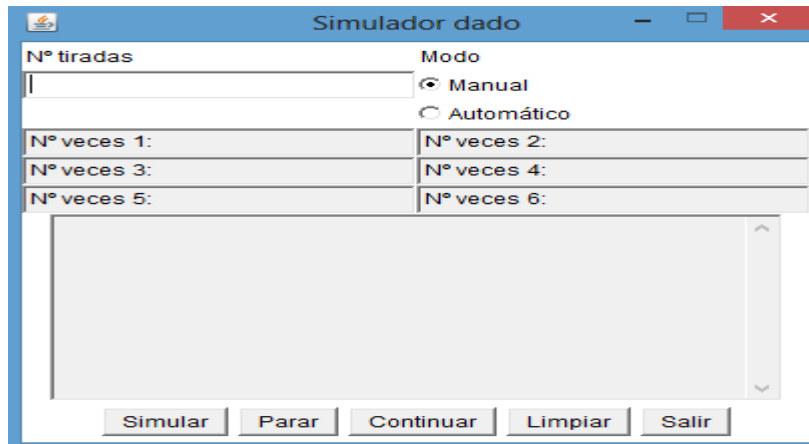 Simulador dado
Nº tiradas Modo
Manual
Automático
Nº veces 1: Nº veces 2:
Nº veces 3: Nº veces 4:
Nº veces 5: Nº veces 6:
Simular Parar Continuar Limpiar Salir